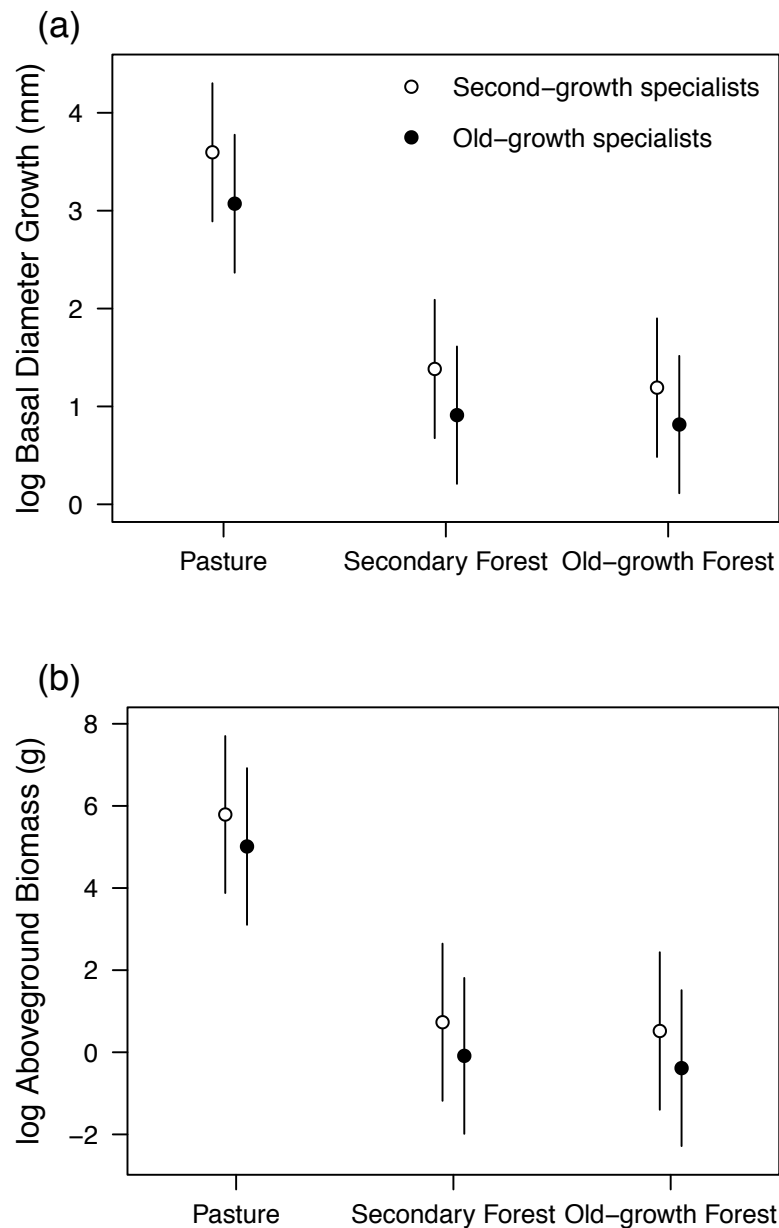 (a)
log Basal Diameter Growth (mm)
4
3
2
1
0
Second−growth specialists
Old−growth specialists
Pasture Secondary Forest Old−growth Forest
(b)
log Aboveground Biomass (g)
8
6
4
2
0
−2
Pasture Secondary Forest Old−growth Forest